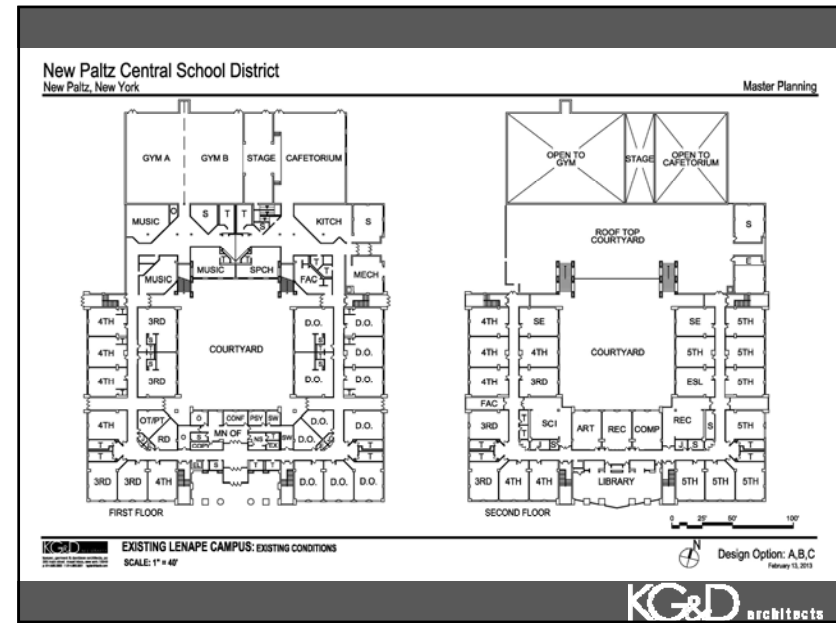 New Paltz Central School District
New Paltz, New York
Master Planning
GYM A GYM B STAGE CAFETORIUM
MUSIC O S T T S KITCH S
MUSIC SPCH
MUSIC FAC T T MECH
4TH 3RD D.O. D.O.
COURTYARD
4TH S T S T D.O.
4TH 3RD D.O. D.O.
4TH OT/PT O CONF PSY SW D.O. D.O.
RD O S MN OF NS T SW D.O. D.O.
COPY EX
T T S T T T
3RD 3RD 4TH D.O. D.O. D.O.
FIRST FLOOR
OPEN TO GYM STAGE OPEN TO CAFETORIUM
ROOF TOP COURTYARD
S
E
4TH SE SE 5TH
4TH 4TH COURTYARD 5TH 5TH
4TH 3RD ESL 5TH
FAC
3RD T T SCI ART REC COMP REC S 5TH
J S J S
T T T T
3RD 4TH 4TH LIBRARY 5TH 5TH 5TH
SECOND FLOOR
0 25' 50' 100'
KG&D
EXISTING LENAPE CAMPUS: EXISTING CONDITIONS
SCALE: 1" = 40'
N
Design Option: A,B,C
February 13, 2013
KG&D architects